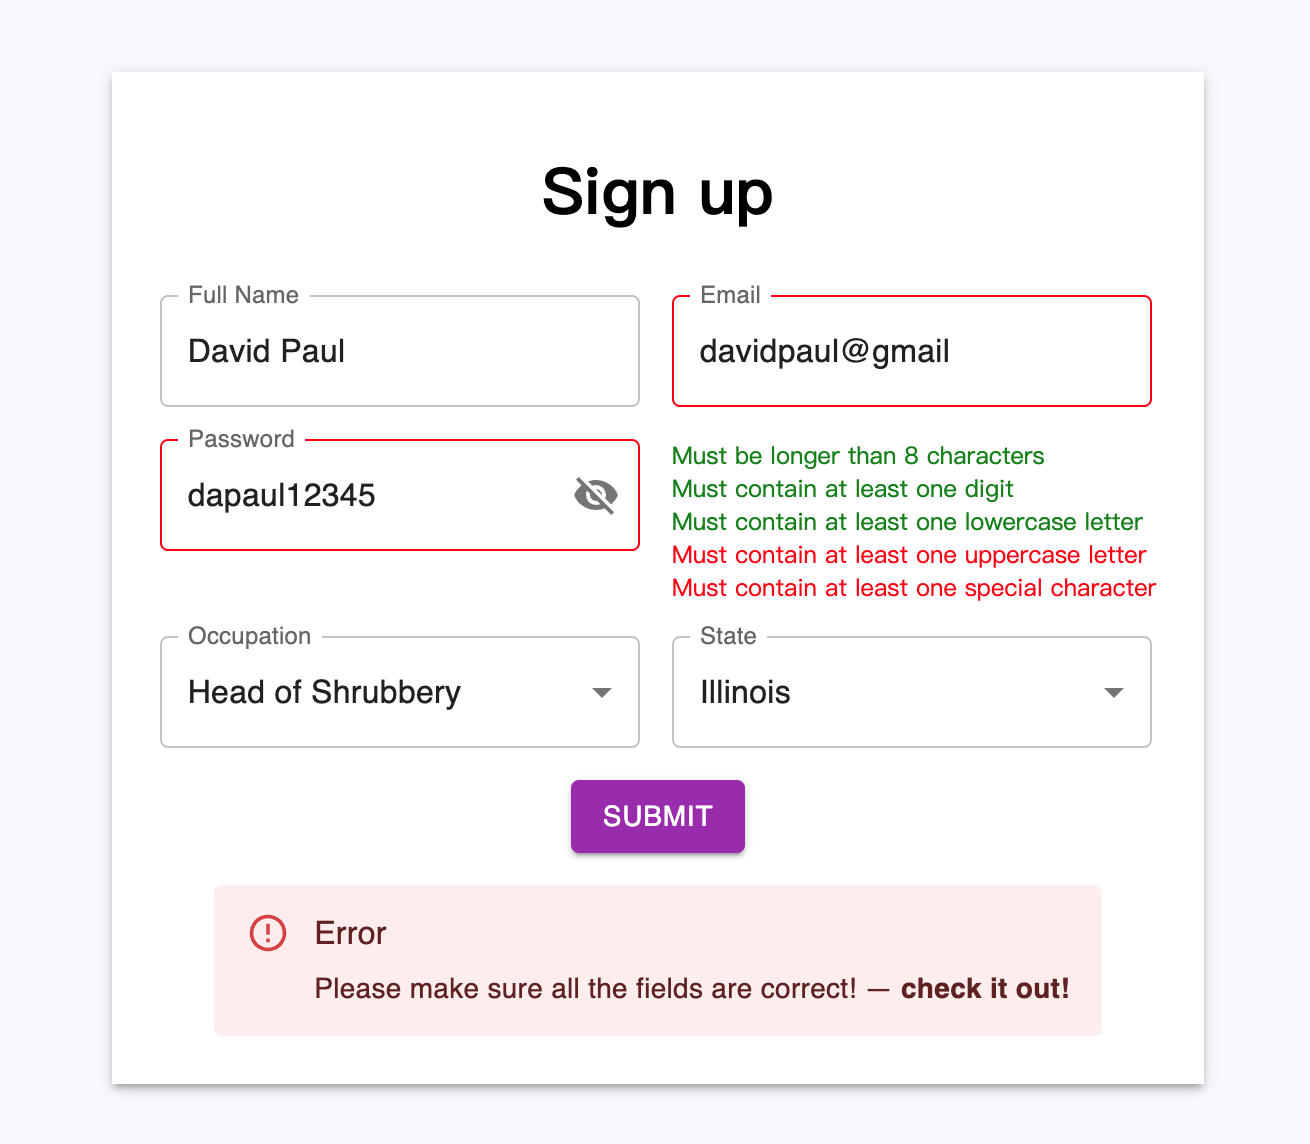 Sign up
Full Name
David Paul
Email
davidpaul@gmail
Password
dapaul12345
Must be longer than 8 characters
Must contain at least one digit
Must contain at least one lowercase letter
Must contain at least one uppercase letter
Must contain at least one special character
Occupation
Head of Shrubbery
State
Illinois
SUBMIT
Error
Please make sure all the fields are correct! — check it out!